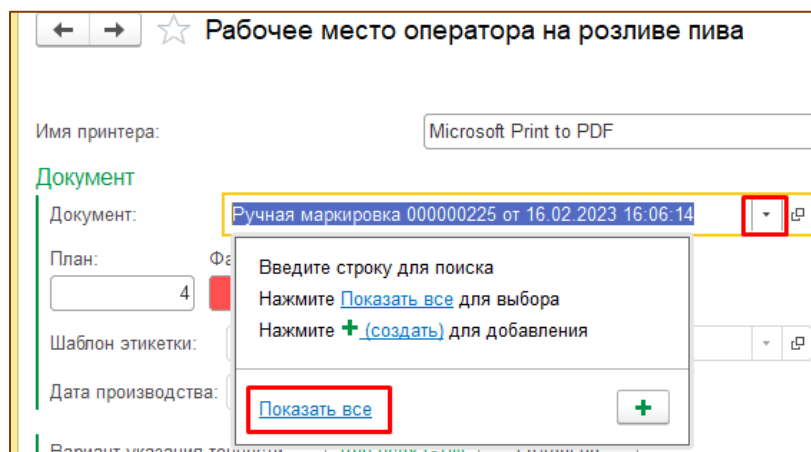 Рабочее место оператора на розливе пива
Имя принтера:
Microsoft Print to PDF
Документ
Документ:
Ручная маркировка 000000225 от 16.02.2023 16:06:14
План:
4
Введите строку для поиска
Нажмите Показать все для выбора
Нажмите + (создать) для добавления
Шаблон этикетки:
Дата производства:
Показать все
Вариант указания